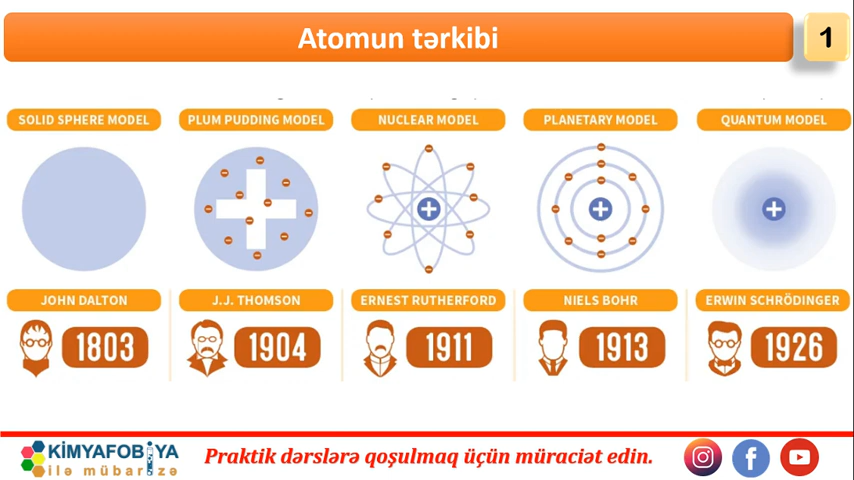 Atomun tərkibi
1
SOLID SPHERE MODEL
PLUM PUDDING MODEL
NUCLEAR MODEL
PLANETARY MODEL
QUANTUM MODEL
JOHN DALTON
J.J. THOMSON
ERNEST RUTHERFORD
NIELS BOHR
ERWIN SCHRÖDINGER
1803
1904
1911
1913
1926
KİMYAFOBİYA
ilə mübarizə
Praktik dərslərə qoşulmaq üçün müraciət edin.